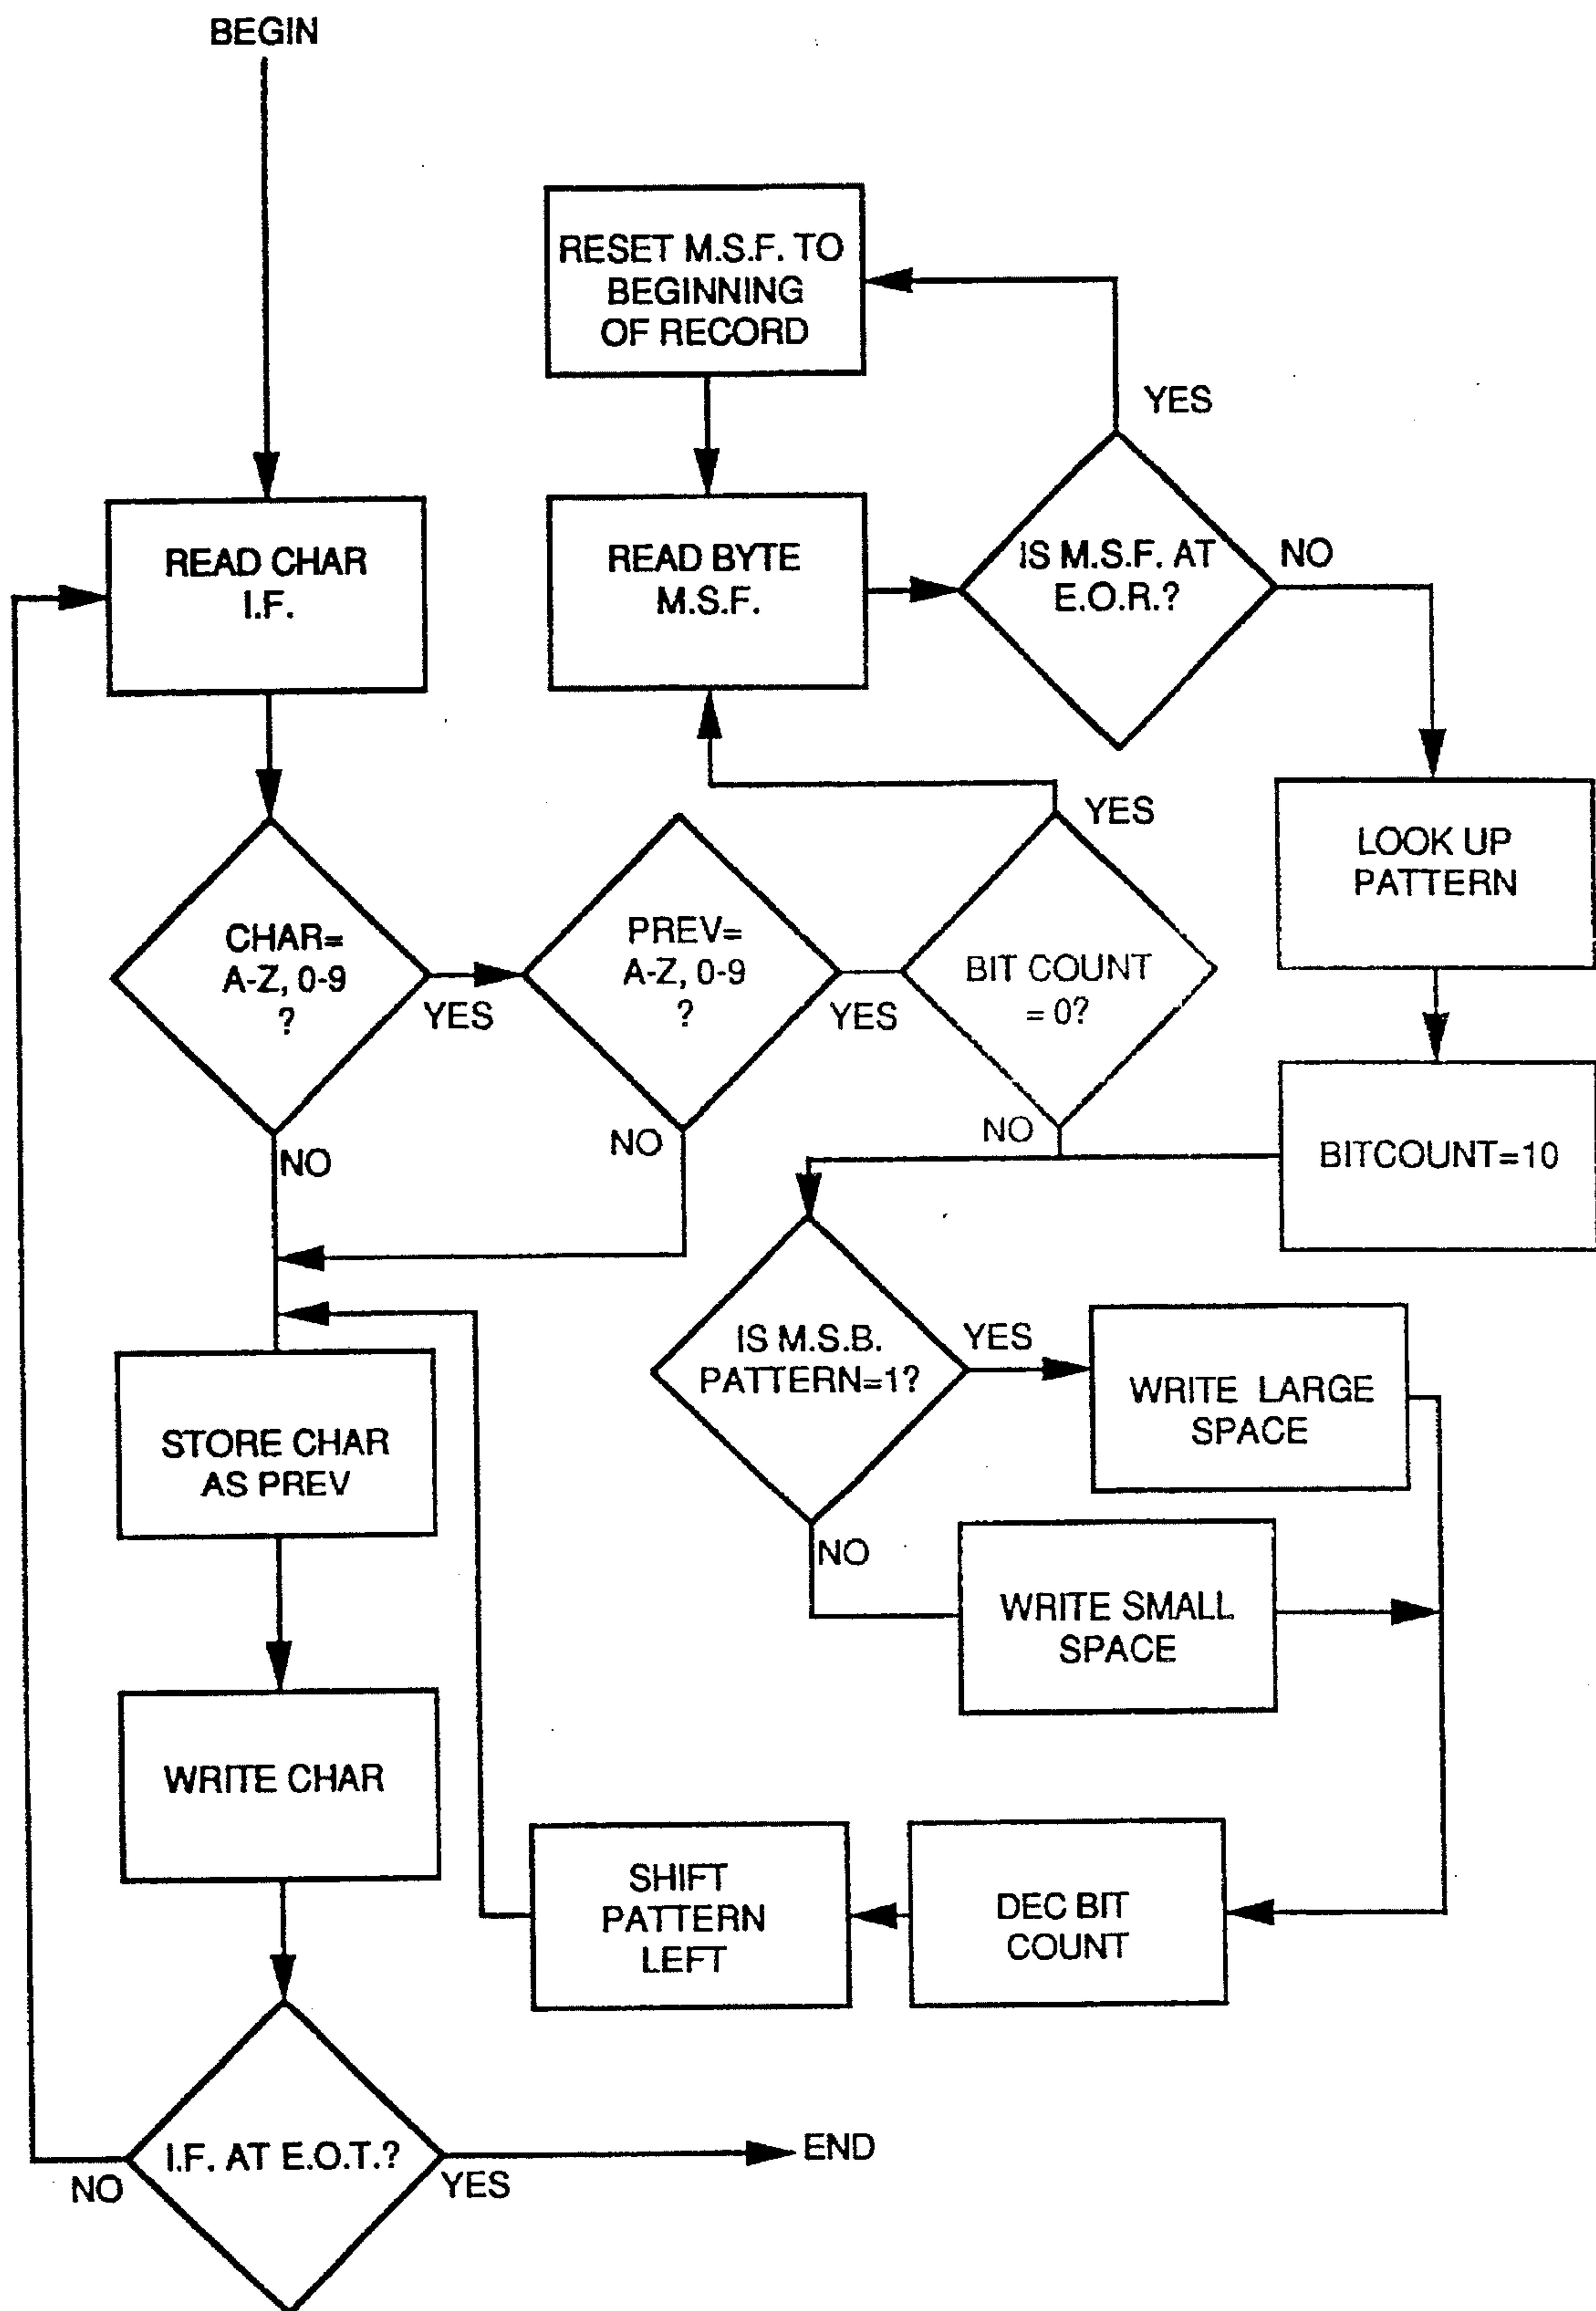 BEGIN
RESET M.S.F. TO
BEGINNING
OF RECORD
YES
READ CHAR
I.F.
READ BYTE
M.S.F.
IS M.S.F. AT
E.O.R.?
NO
YES
LOOK UP
PATTERN
CHAR=
A-Z, 0-9
?
YES
PREV=
A-Z, 0-9
?
YES
BIT COUNT
= 0?
NO
NO
NO
BITCOUNT=10
IS M.S.B.
PATTERN=1?
YES
WRITE LARGE
SPACE
STORE CHAR
AS PREV
NO
WRITE SMALL
SPACE
WRITE CHAR
SHIFT
PATTERN
LEFT
DEC BIT
COUNT
I.F. AT E.O.T.?
NO
YES
END